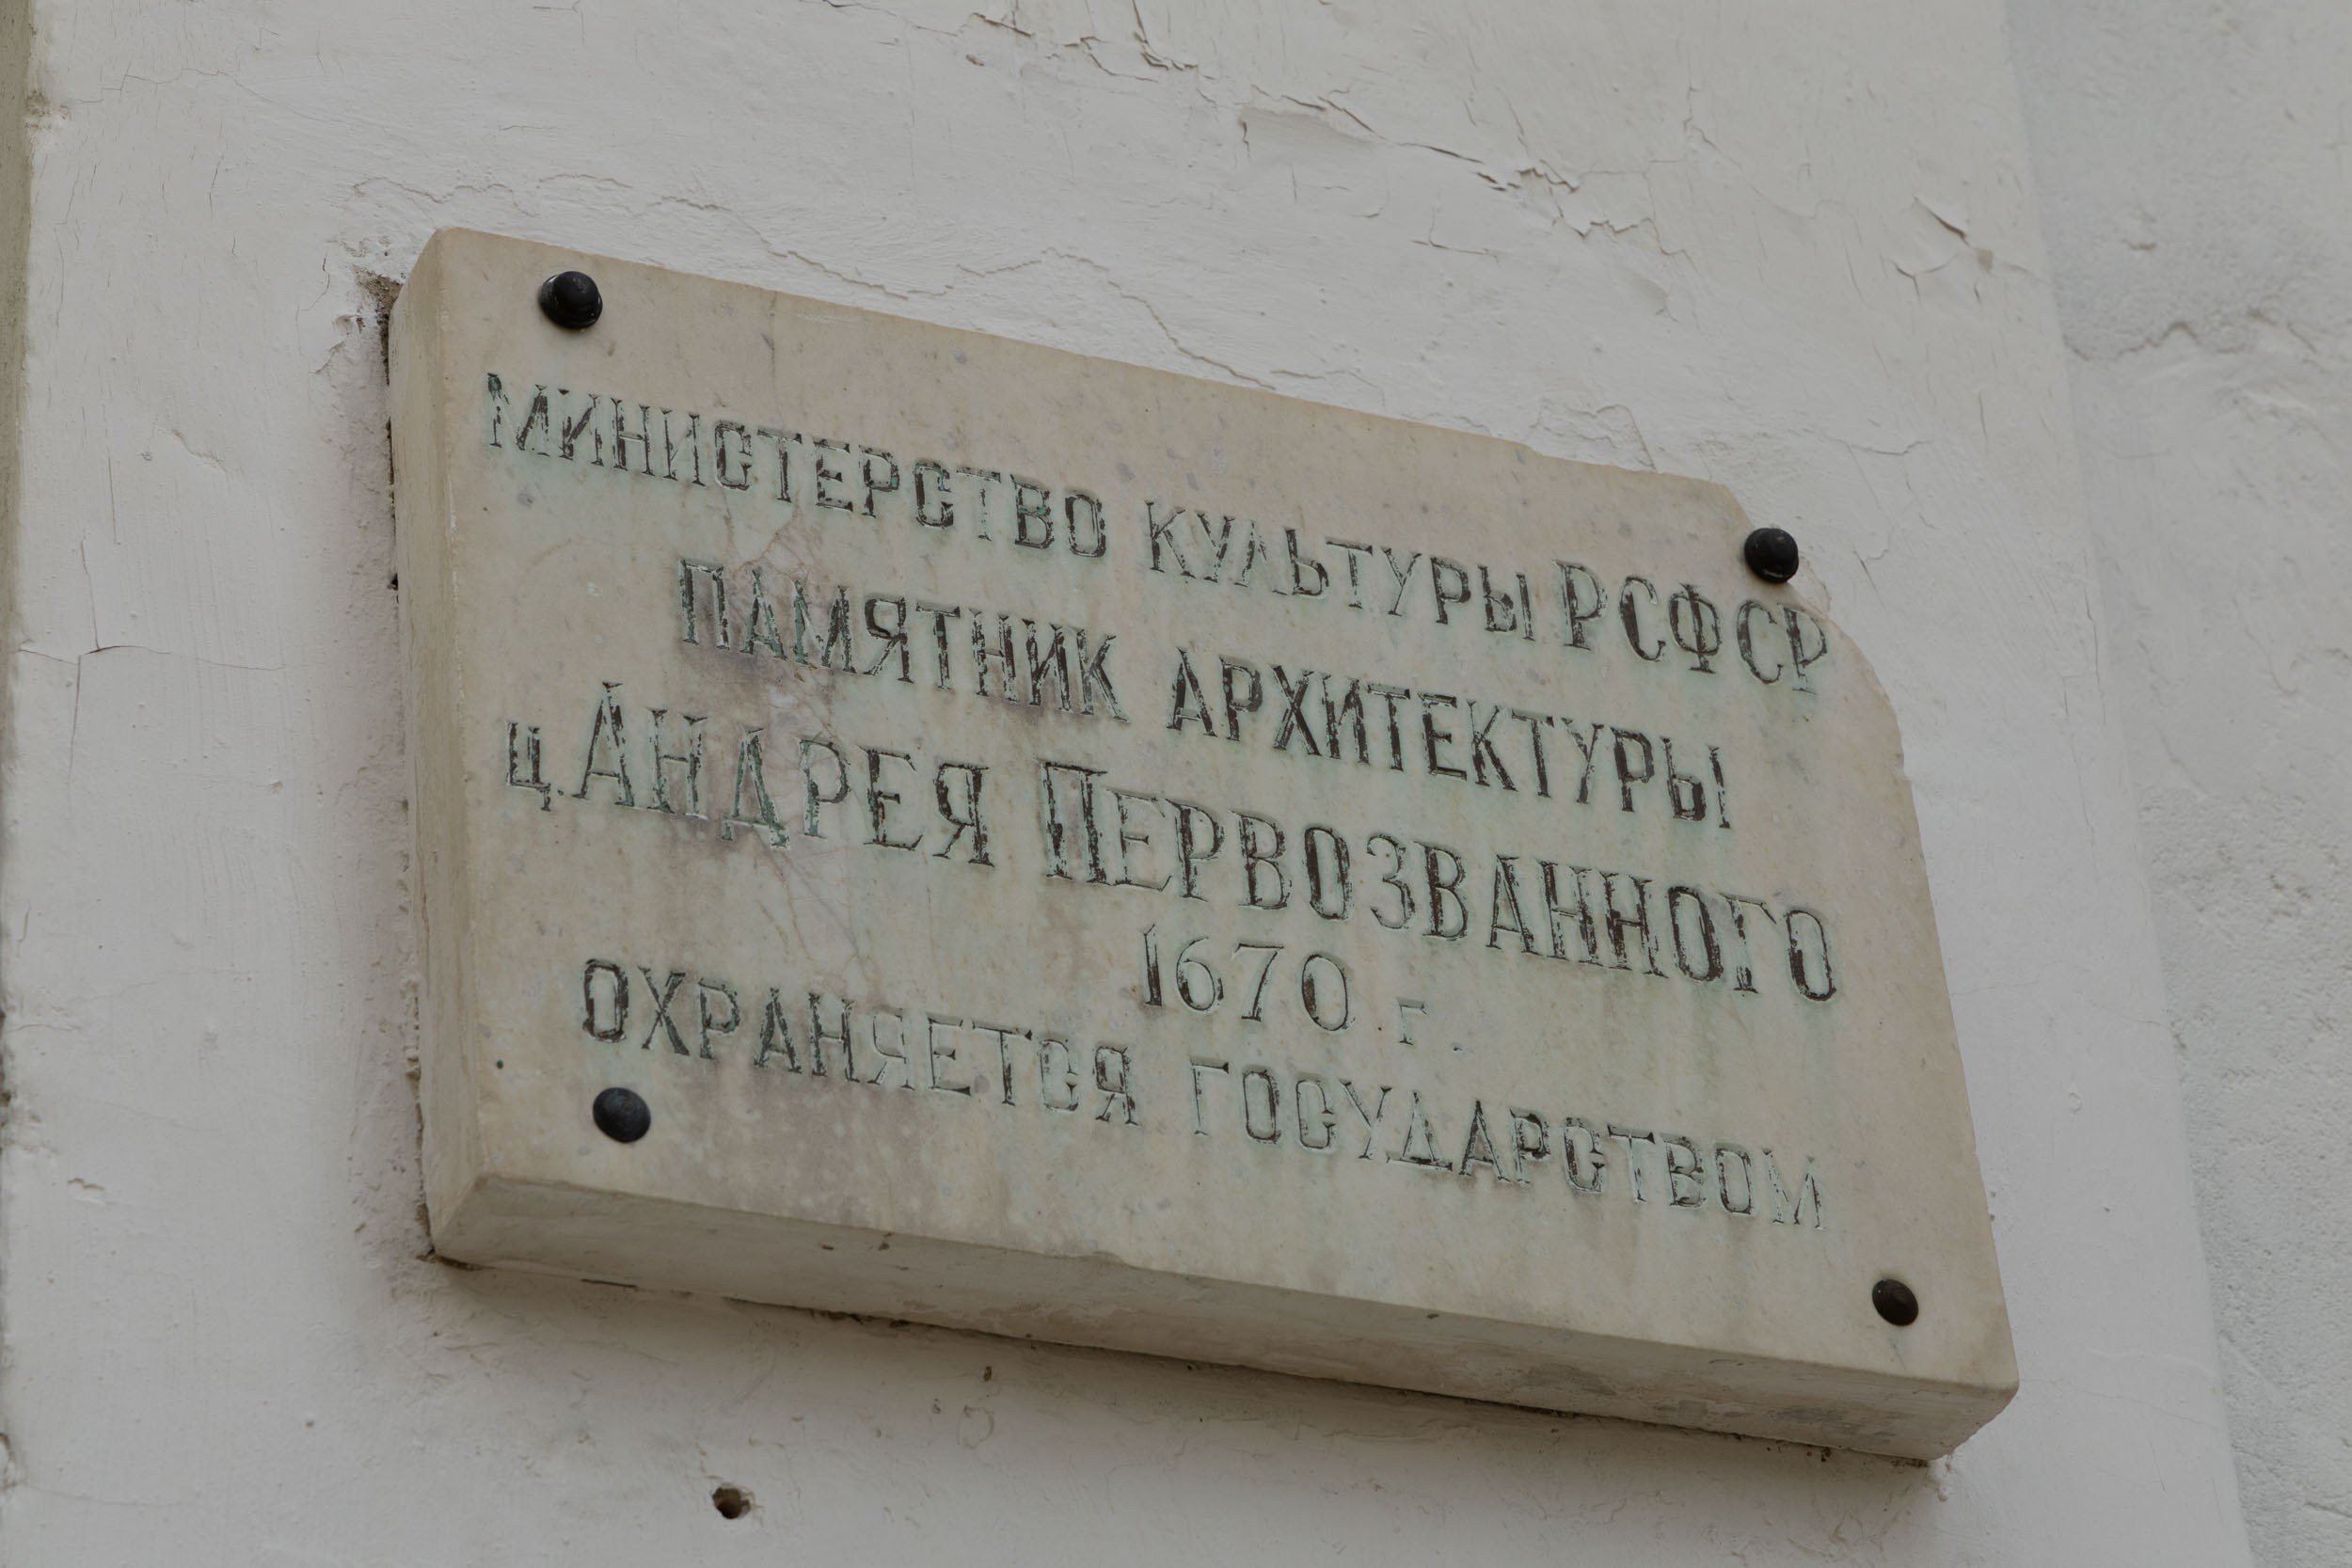 МИНИСТЕРСТВО КУЛЬТУРЫ РСФСР
ПАМЯТНИК АРХИТЕКТУРЫ
ц. АНДРЕЯ ПЕРВОЗВАННОГО
1670 г.
ОХРАНЯЕТСЯ ГОСУДАРСТВОМ